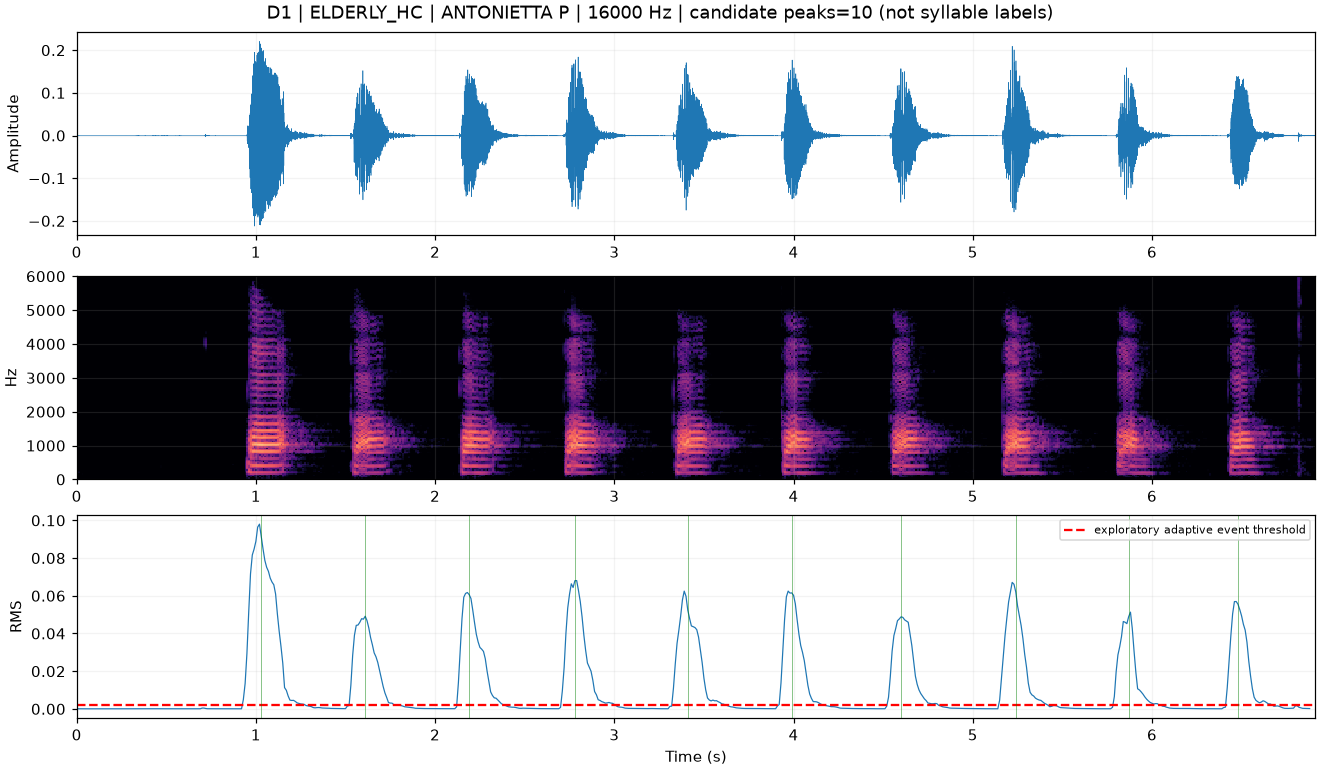 D1 | ELDERLY_HC | ANTONIETTA P | 16000 Hz | candidate peaks=10 (not syllable labels)
0.2
0.1
0.0
−0.1
−0.2
Amplitude
0 1 2 3 4 5 6
6000
5000
4000
3000
2000
1000
0
Hz
0 1 2 3 4 5 6
0.10
0.08
0.06
0.04
0.02
0.00
RMS
exploratory adaptive event threshold
0 1 2 3 4 5 6
Time (s)